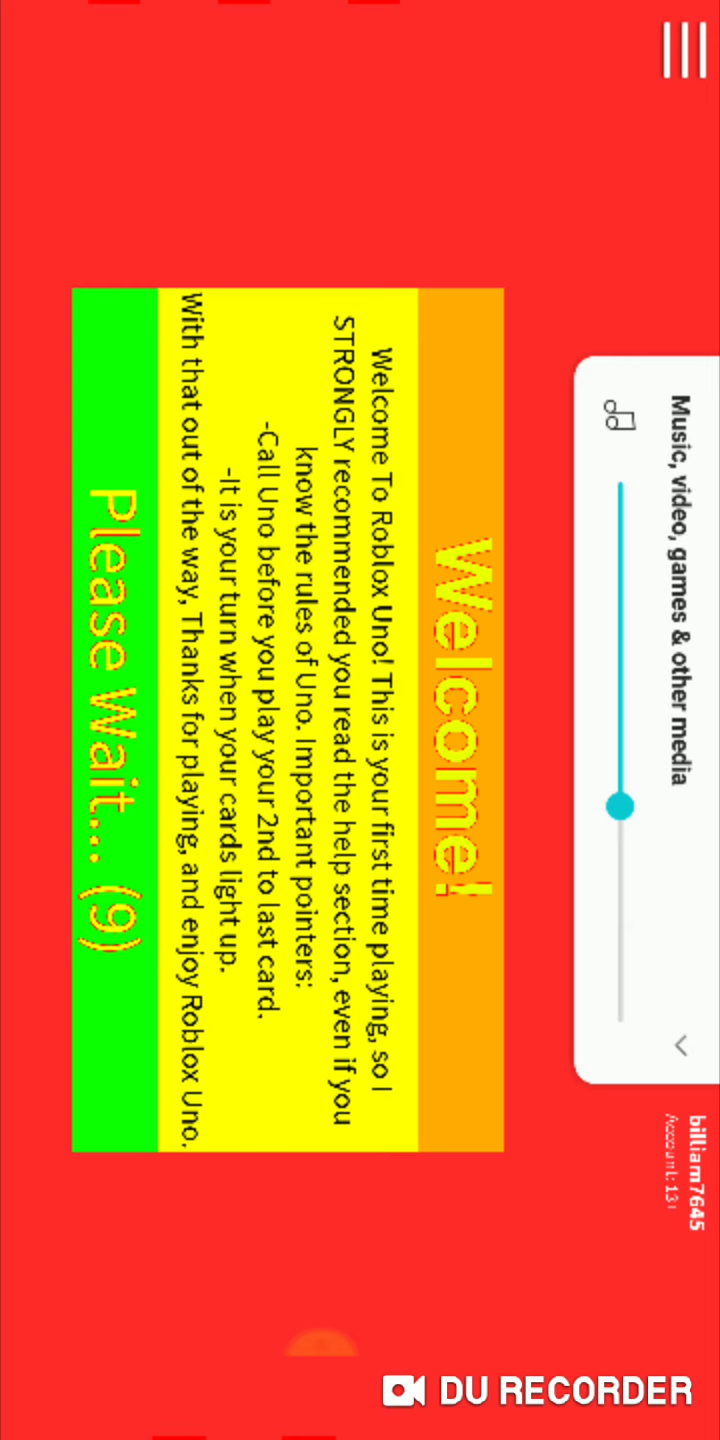 Music, video, games & other media
billiam7645
Account: 13+
Welcome!
Welcome To Roblox Uno! This is your first time playing, so I
STRONGLY recommended you read the help section, even if you
know the rules of Uno. Important pointers:
-Call Uno before you play your 2nd to last card.
-It is your turn when your cards light up.
With that out of the way, Thanks for playing, and enjoy Roblox Uno.
Please Wait... (9)
DU RECORDER